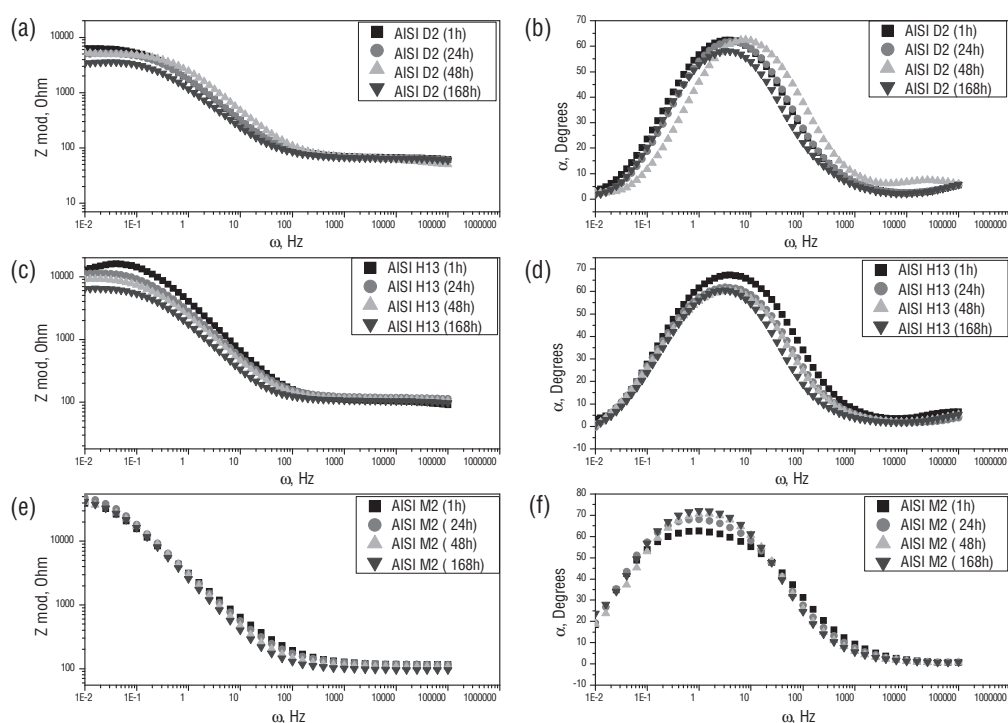 (a)
AISI D2 (1h)
AISI D2 (24h)
AISI D2 (48h)
AISI D2 (168h)
10000
1000
100
10
Z mod, Ohm
1E-2 1E-1 1 10 100 1000 10000 100000 1000000
ω, Hz
(b)
AISI D2 (1h)
AISI D2 (24h)
AISI D2 (48h)
AISI D2 (168h)
70
60
50
40
30
20
10
0
α, Degrees
1E-2 1E-1 1 10 100 1000 10000 100000 1000000
ω, Hz
(c)
AISI H13 (1h)
AISI H13 (24h)
AISI H13 (48h)
AISI H13 (168h)
10000
1000
100
Z mod, Ohm
1E-2 1E-1 1 10 100 1000 10000 100000 1000000
ω, Hz
(d)
AISI H13 (1h)
AISI H13 (24h)
AISI H13 (48h)
AISI H13 (168h)
80
70
60
50
40
30
20
10
0
-10
α, Degrees
1E-2 1E-1 1 10 100 1000 10000 100000 1000000
ω, Hz
(e)
AISI M2 (1h)
AISI M2 ( 24h)
AISI M2 ( 48h)
AISI M2 ( 168h)
10000
1000
100
Z mod, Ohm
1E-2 1E-1 1 10 100 1000 10000 100000 1000000
ω, Hz
(f)
AISI M2 (1h)
AISI M2 ( 24h)
AISI M2 ( 48h)
AISI M2 ( 168h)
80
70
60
50
40
30
20
10
0
-10
α, Degrees
1E-2 1E-1 1 10 100 1000 10000 100000 1000000
ω, Hz